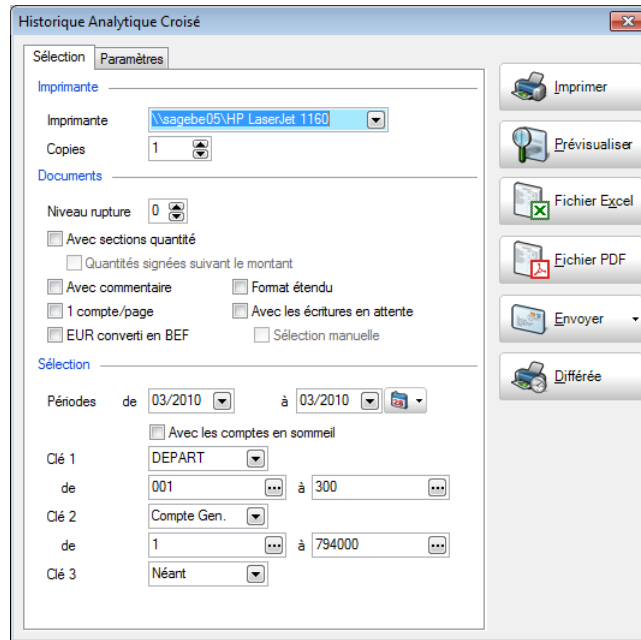 Historique Analytique Croisé
Sélection Paramètres
Imprimante
Imprimante \\sagebe05\HP LaserJet 1160
Copies 1
Documents
Niveau rupture 0
Avec sections quantité
Quantités signées suivant le montant
Avec commentaire Format étendu
1 compte/page Avec les écritures en attente
EUR converti en BEF Sélection manuelle
Sélection
Périodes de 03/2010 à 03/2010
Avec les comptes en sommeil
Clé 1 DEPART
de 001 à 300
Clé 2 Compte Gen.
de 1 à 794000
Clé 3 Néant
Imprimer
Prévisualiser
Fichier Excel
Fichier PDF
Envoyer
Différée